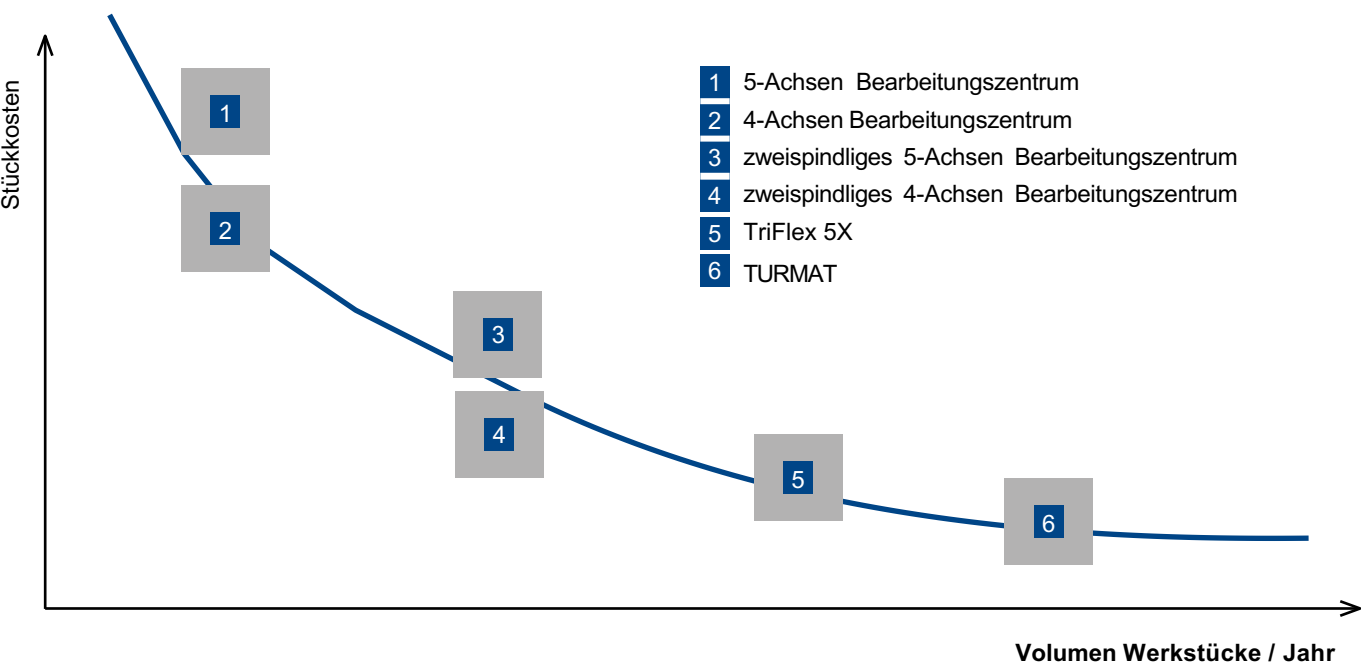 Stückkosten
1
2
3
4
5
6
1 5-Achsen Bearbeitungszentrum
2 4-Achsen Bearbeitungszentrum
3 zweispindliges 5-Achsen Bearbeitungszentrum
4 zweispindliges 4-Achsen Bearbeitungszentrum
5 TriFlex 5X
6 TURMAT
Volumen Werkstücke / Jahr